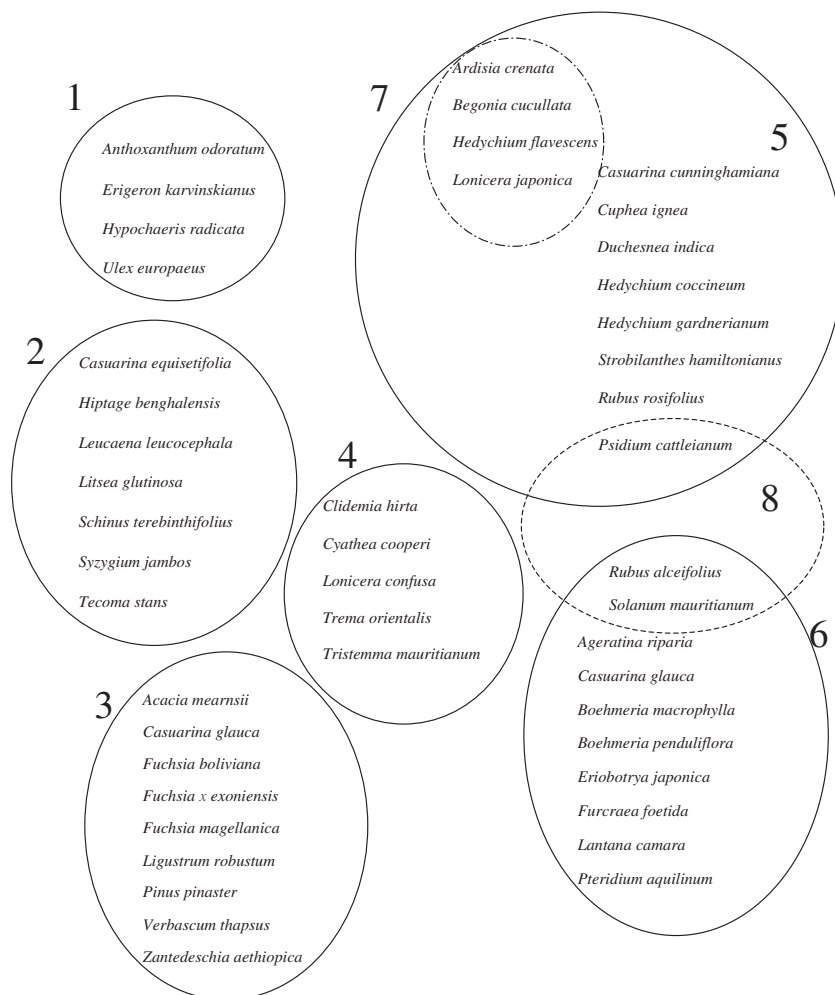 1
Anthoxanthum odoratum
Erigeron karvinskianus
Hypochaeris radicata
Ulex europaeus
2
Casuarina equisetifolia
Hiptage benghalensis
Leucaena leucocephala
Litsea glutinosa
Schinus terebinthifolius
Syzygium jambos
Tecoma stans
3
Acacia mearnsii
Casuarina glauca
Fuchsia boliviana
Fuchsia x exoniensis
Fuchsia magellanica
Ligustrum robustum
Pinus pinaster
Verbascum thapsus
Zantedeschia aethiopica
4
Clidemia hirta
Cyathea cooperi
Lonicera confusa
Trema orientalis
Tristemma mauritianum
7
Ardisia crenata
Begonia cucullata
Hedychium flavescens
Lonicera japonica
5
Casuarina cunninghamiana
Cuphea ignea
Duchesnea indica
Hedychium coccineum
Hedychium gardnerianum
Strobilanthes hamiltonianus
Rubus rosifolius
Psidium cattleianum
8
Rubus alceifolius
Solanum mauritianum
6
Ageratina riparia
Casuarina glauca
Boehmeria macrophylla
Boehmeria penduliflora
Eriobotrya japonica
Furcraea foetida
Lantana camara
Pteridium aquilinum